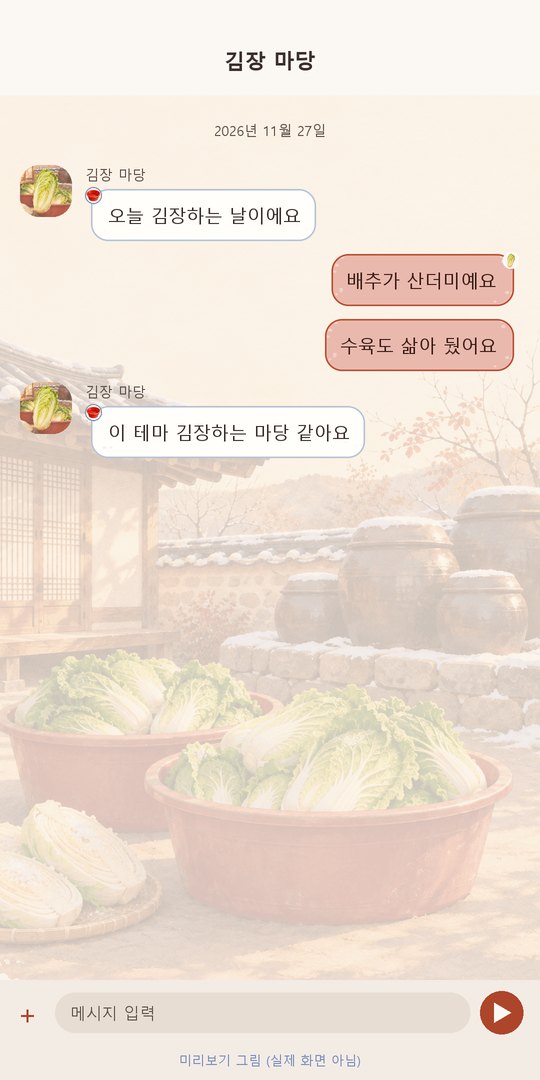 김장 마당
2026년 11월 27일
김장 마당
오늘 김장하는 날이에요
배추가 산더미예요
수육도 삶아 뒀어요
김장 마당
이 테마 김장하는 마당 같아요
메시지 입력
미리보기 그림 (실제 화면 아님)